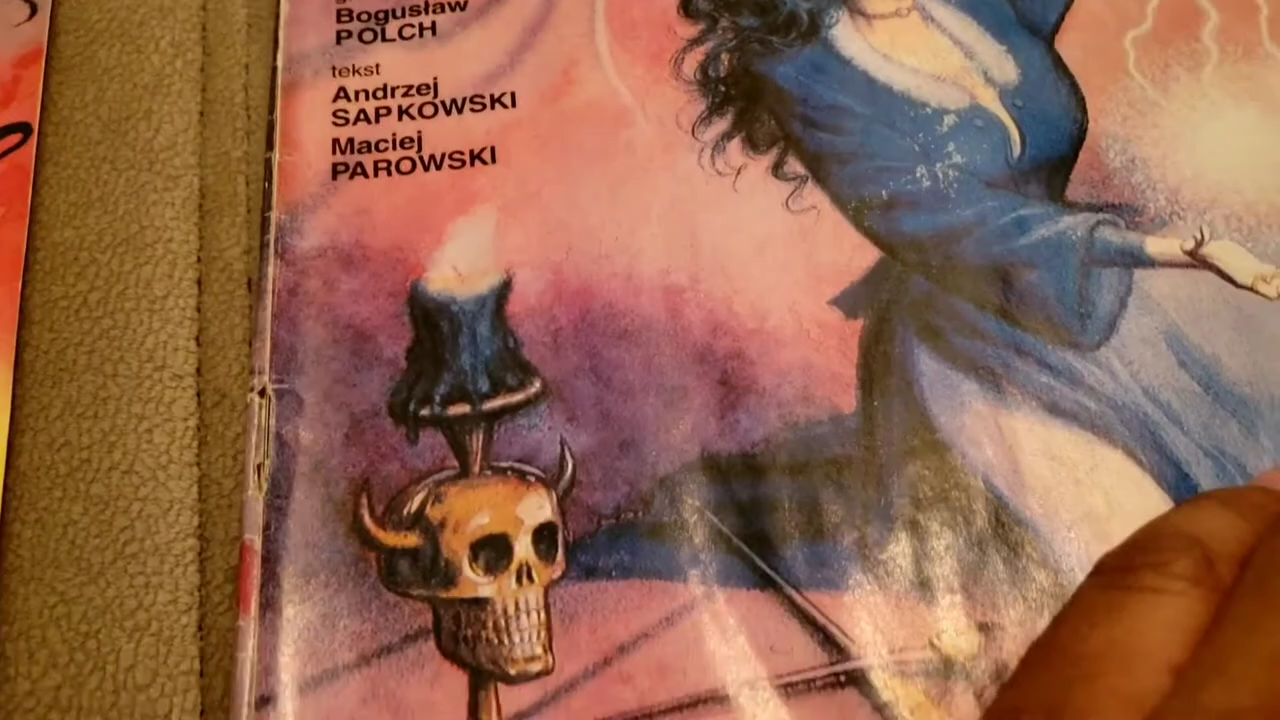 Bogusław
POLCH
tekst
Andrzej
SAPKOWSKI
Maciej
PAROWSKI